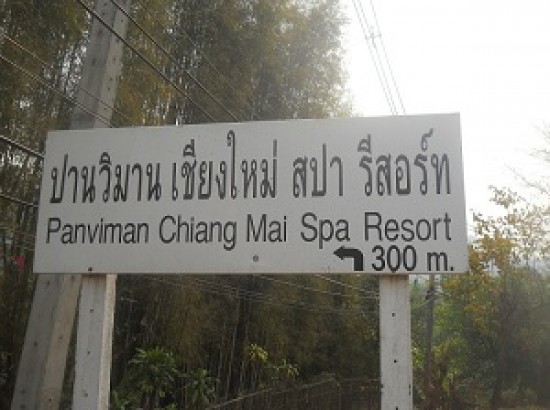 ปานวิมาน เชียงใหม่ สปา รีสอร์ท
Panviman Chiang Mai Spa Resort
300 m.